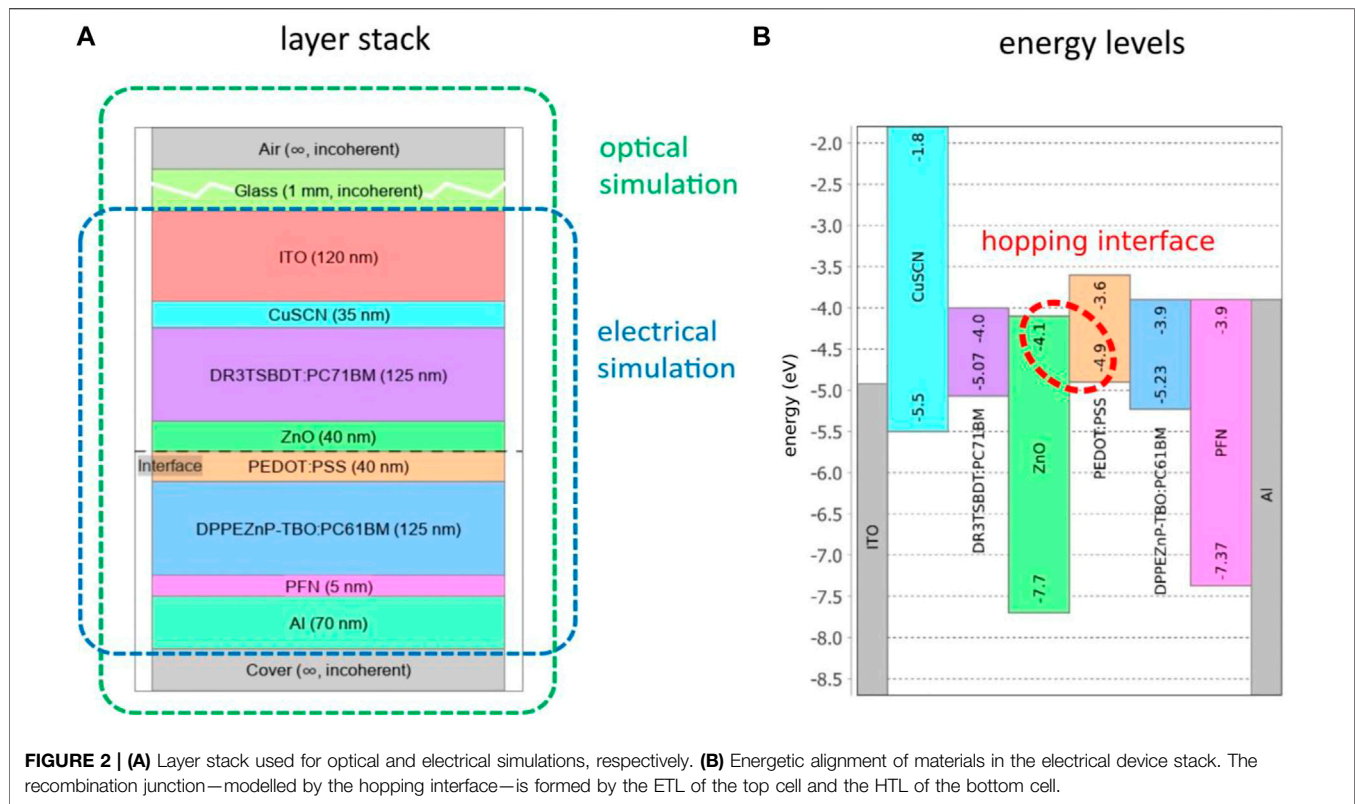 A
layer stack
Air (∞, incoherent)
Glass (1 mm, incoherent)
ITO (120 nm)
CuSCN (35 nm)
DR3TSBDT:PC71BM (125 nm)
ZnO (40 nm)
Interface
PEDOT:PSS (40 nm)
DPPEZnP-TBO:PC61BM (125 nm)
PFN (5 nm)
Al (70 nm)
Cover (∞, incoherent)
optical
simulation
electrical
simulation
B
energy levels
energy (eV)
-2.0
-2.5
-3.0
-3.5
-4.0
-4.5
-5.0
-5.5
-6.0
-6.5
-7.0
-7.5
-8.0
-8.5
hopping interface
ITO
-1.8
CuSCN
-5.5
-4.0
-5.07
DR3TSBDT:PC71BM
-4.1
ZnO
-7.7
-3.6
-4.9
PEDOT:PSS
-3.9
-5.23
DPPEZnP-TBO:PC61BM
-3.9
PFN
-7.37
Al
FIGURE 2 | (A) Layer stack used for optical and electrical simulations, respectively. (B) Energetic alignment of materials in the electrical device stack. The
recombination junction—modelled by the hopping interface—is formed by the ETL of the top cell and the HTL of the bottom cell.